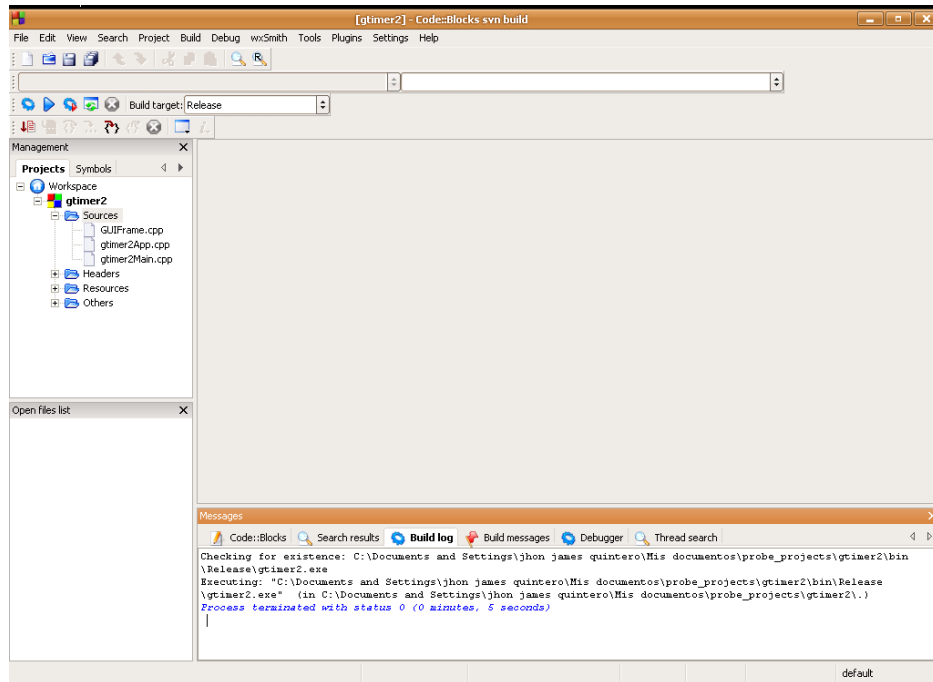 [gtimer2] - Code::Blocks svn build
File Edit View Search Project Build Debug wxSmith Tools Plugins Settings Help
Build target: Release
Management
Projects Symbols
Workspace
gtimer2
Sources
GUIFrame.cpp
gtimer2App.cpp
gtimer2Main.cpp
Headers
Resources
Others
Open files list
Messages
Code::Blocks Search results Build log Build messages Debugger Thread search
Checking for existence: C:\Documents and Settings\jhon james quintero\Mis documentos\probe_projects\gtimer2\bin
\Release\gtimer2.exe
Executing: "C:\Documents and Settings\jhon james quintero\Mis documentos\probe_projects\gtimer2\bin\Release
\gtimer2.exe" (in C:\Documents and Settings\jhon james quintero\Mis documentos\probe_projects\gtimer2\.)
Process terminated with status 0 (0 minutes, 5 seconds)
default